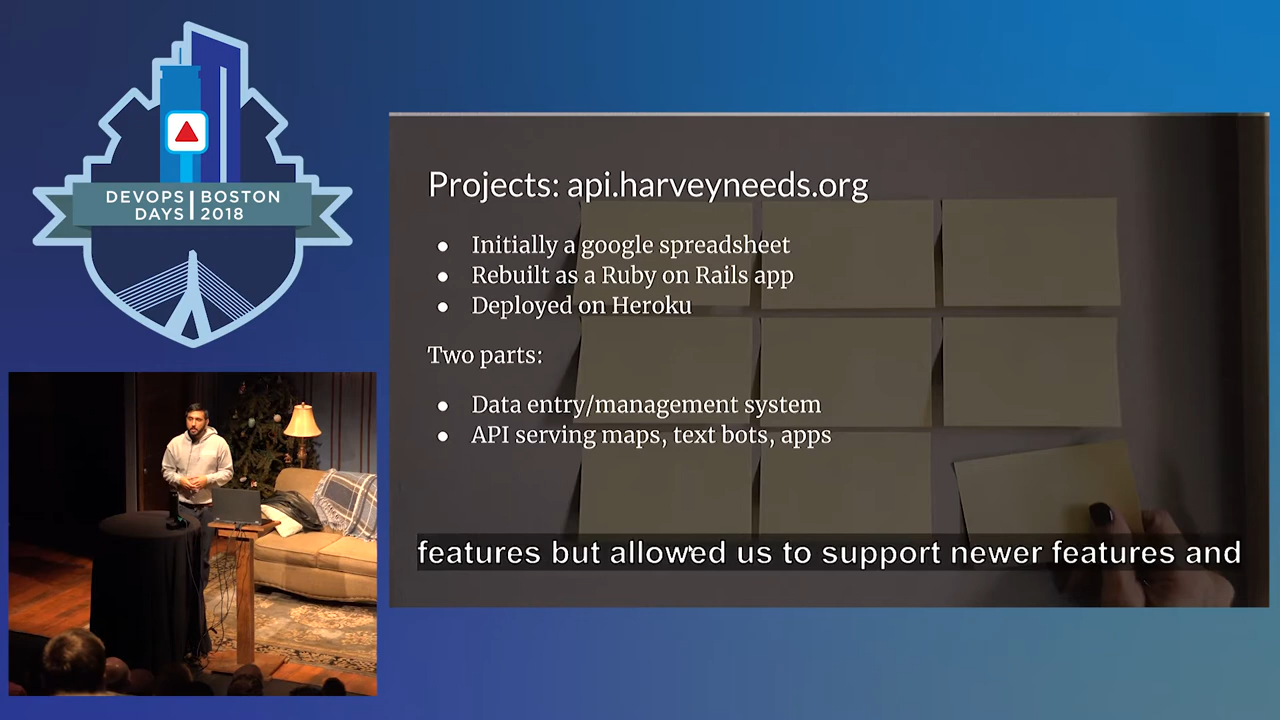 DEVOPS DAYS
BOSTON 2018
Projects: api.harveyneeds.org
● Initially a google spreadsheet
● Rebuilt as a Ruby on Rails app
● Deployed on Heroku
Two parts:
● Data entry/management system
● API serving maps, text bots, apps
features but allowed us to support newer features and